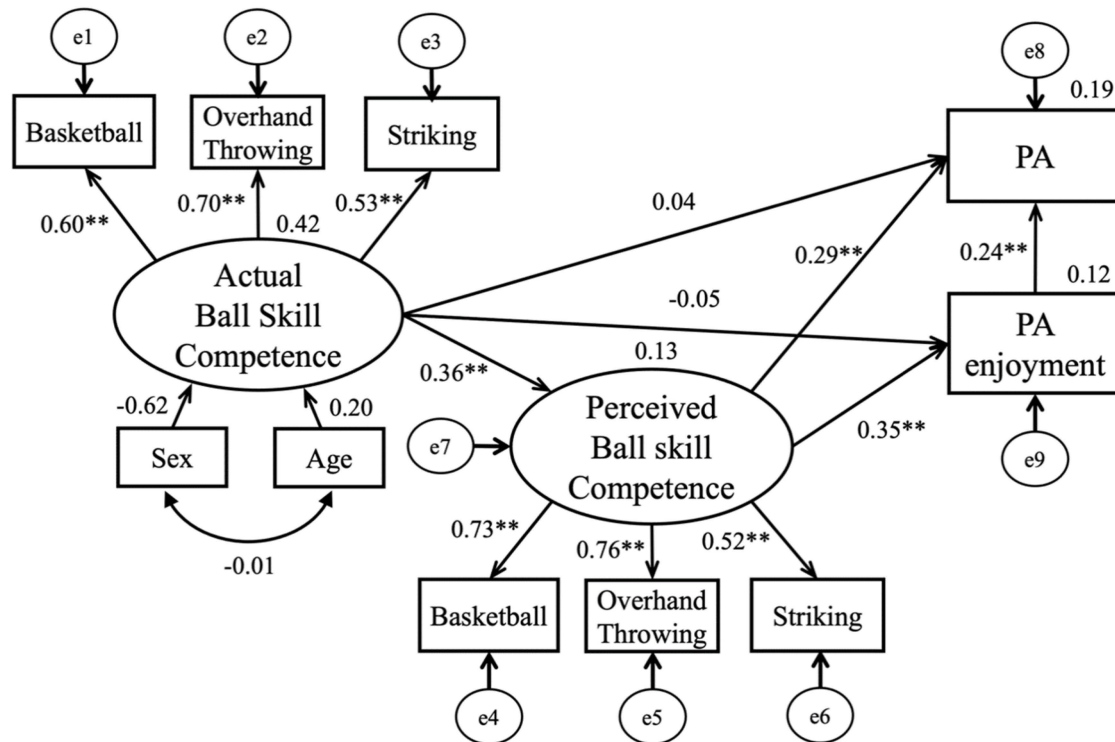 e1
e2
e3
e8
0.19
Basketball
Overhand
Throwing
Striking
PA
0.60**
0.70**
0.42
0.53**
0.04
0.29**
0.24**
0.12
Actual
Ball Skill
Competence
-0.05
PA
enjoyment
0.36**
0.13
-0.62
0.20
Perceived
Ball skill
Competence
0.35**
Sex
Age
e7
e9
-0.01
0.73**
0.76**
0.52**
Basketball
Overhand
Throwing
Striking
e4
e5
e6